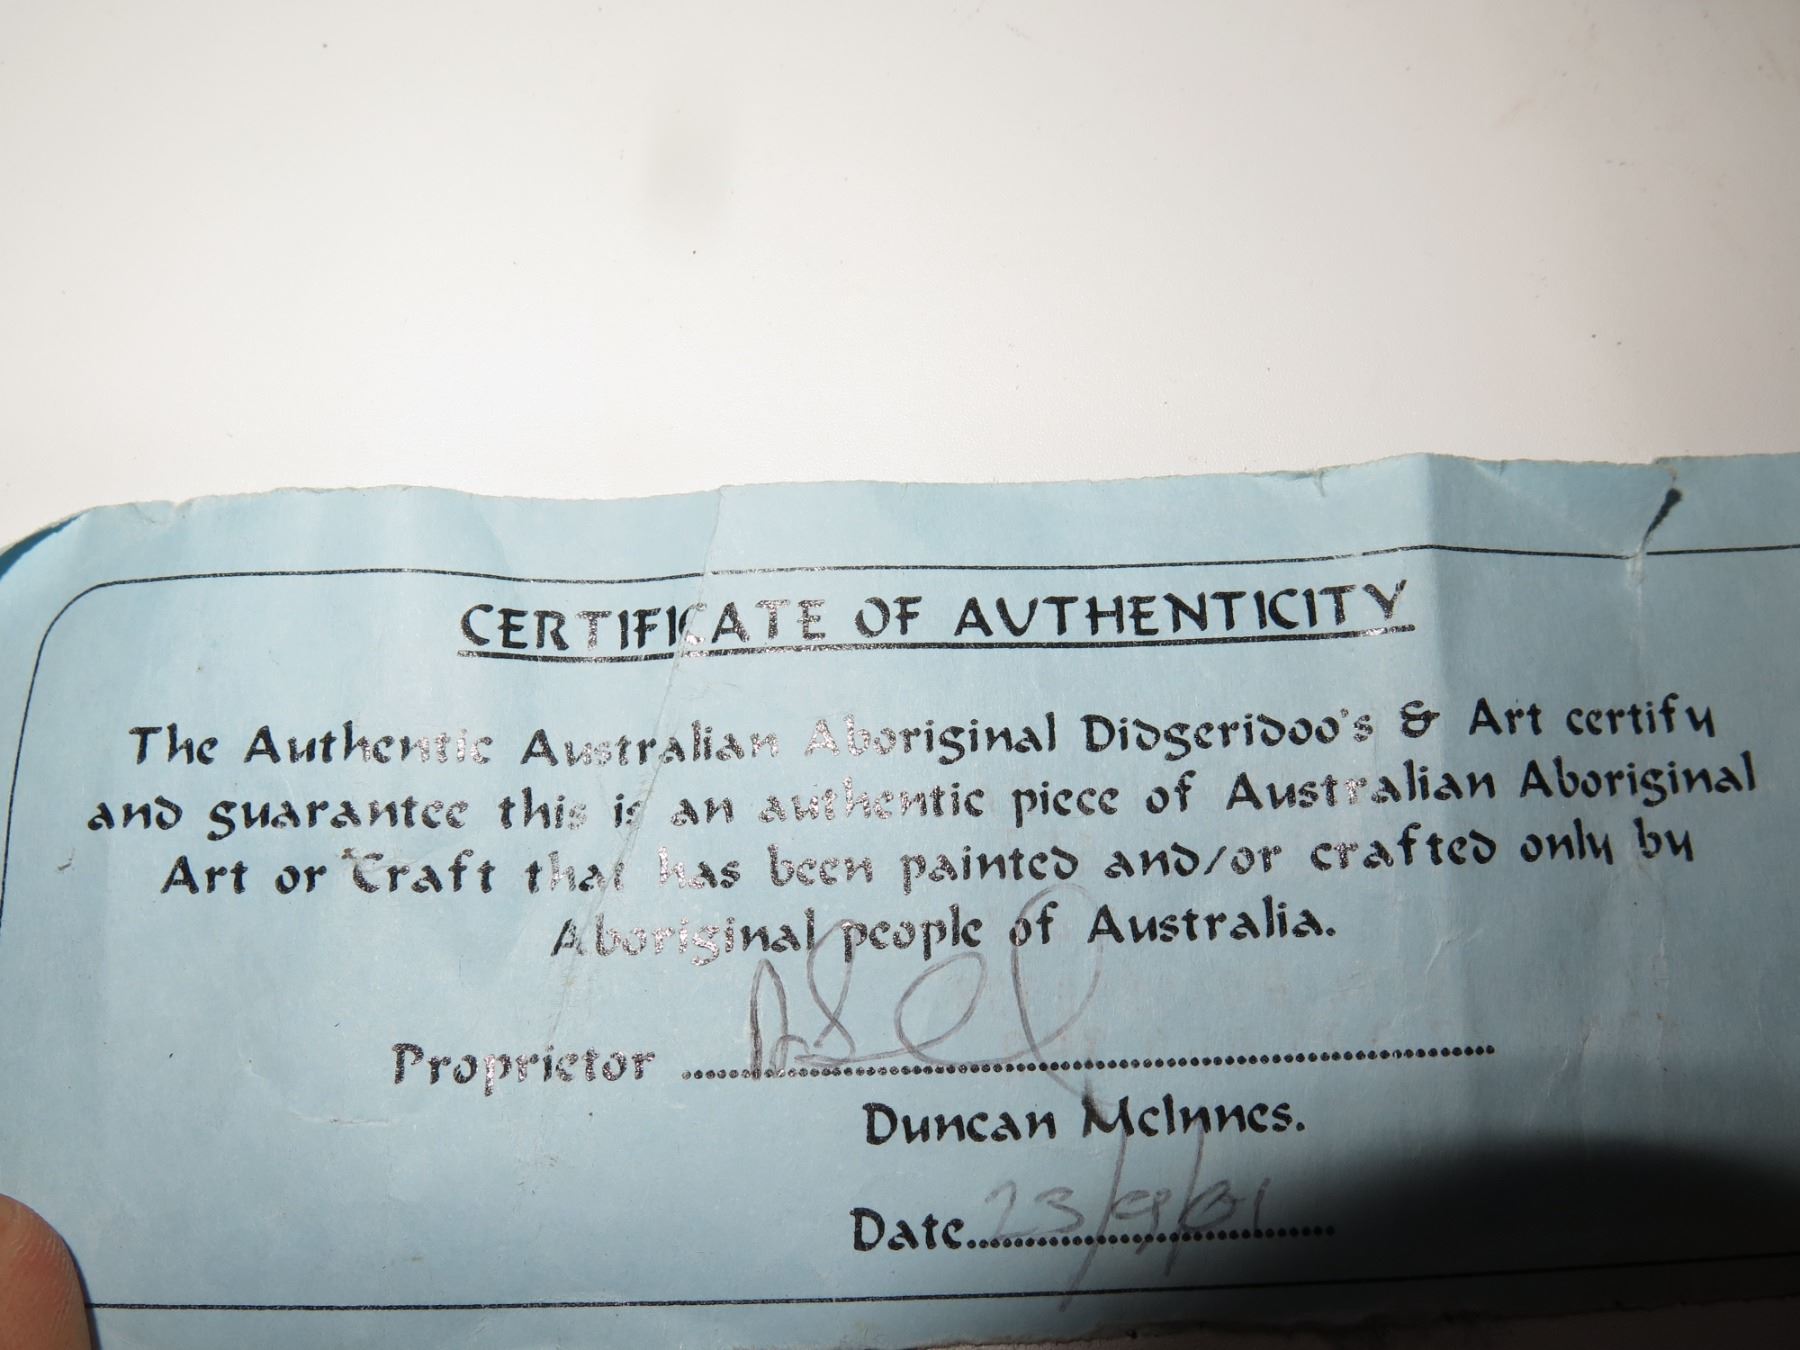 CERTIFICATE OF AUTHENTICITY
The Authentic Australian Aboriginal Didgeridoo's & Art certify
and guarantee this is an authentic piece of Australian Aboriginal
Art or Craft that has been painted and/or crafted only by
Aboriginal people of Australia.
Proprietor
Duncan McInnes.
Date 23/9/01